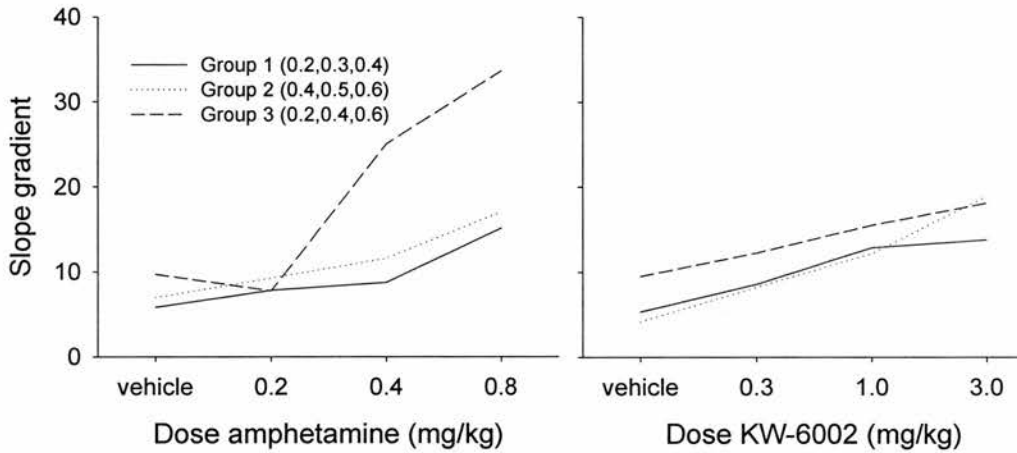 Slope gradient
40
30
20
10
0
Group 1 (0.2,0.3,0.4)
Group 2 (0.4,0.5,0.6)
Group 3 (0.2,0.4,0.6)
vehicle 0.2 0.4 0.8
Dose amphetamine (mg/kg)
vehicle 0.3 1.0 3.0
Dose KW-6002 (mg/kg)